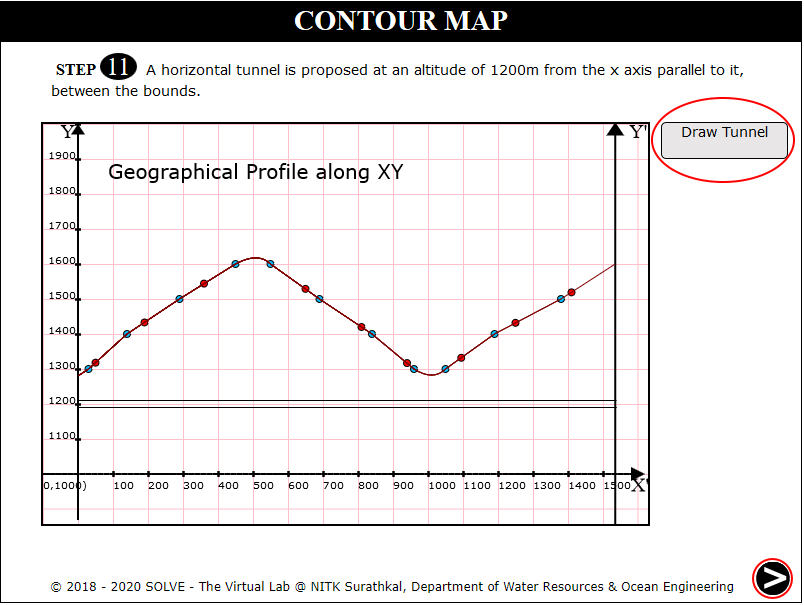 CONTOUR MAP
STEP 11 A horizontal tunnel is proposed at an altitude of 1200m from the x axis parallel to it,
between the bounds.
Y Y' Draw Tunnel
1900
Geographical Profile along XY
1800
1700
1600
1500
1400
1300
1200
1100
0,1000) 100 200 300 400 500 600 700 800 900 1000 1100 1200 1300 1400 1500 X'
© 2018 - 2020 SOLVE - The Virtual Lab @ NITK Surathkal, Department of Water Resources & Ocean Engineering